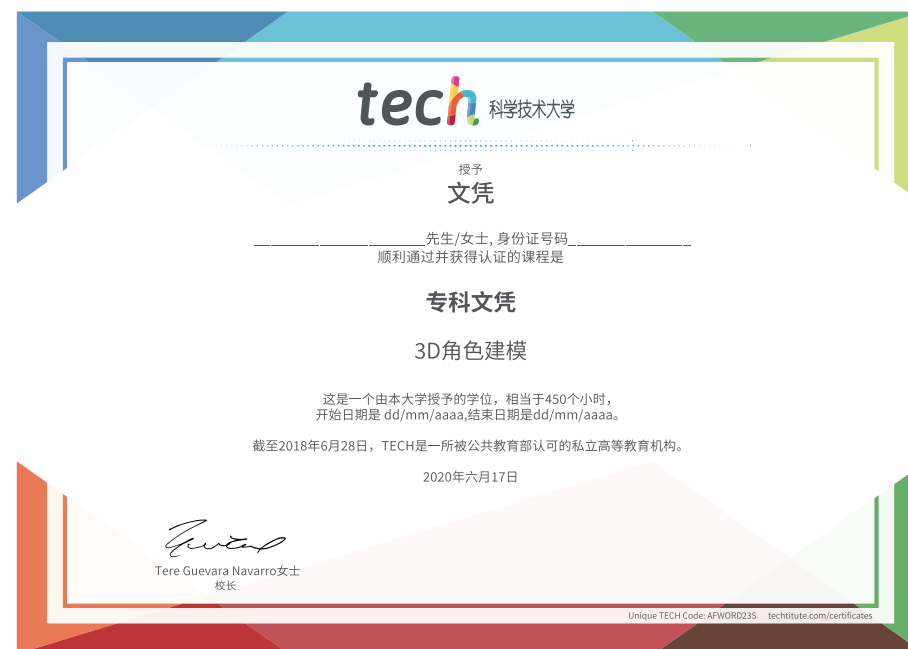 tech 科学技术大学
授予
文凭
______________________先生/女士, 身份证号码_________________
顺利通过并获得认证的课程是
专科文凭
3D角色建模
这是一个由本大学授予的学位，相当于450个小时，
开始日期是 dd/mm/aaaa,结束日期是dd/mm/aaaa。
截至2018年6月28日，TECH是一所被公共教育部认可的私立高等教育机构。
2020年六月17日
Tere Guevara Navarro女士
校长
Unique TECH Code: AFWORD23S techtitute.com/certificates